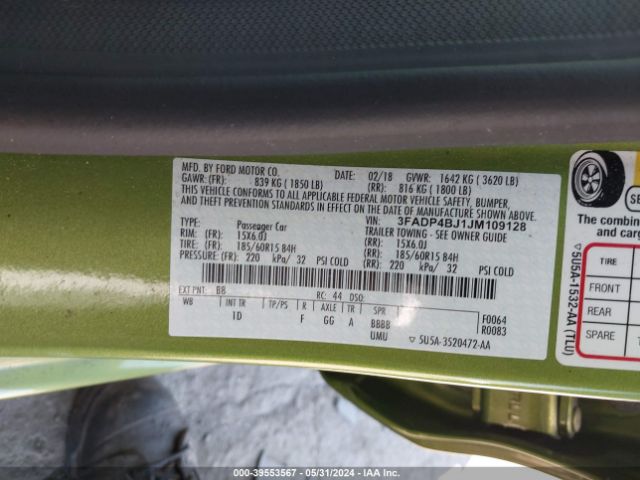 MFD. BY FORD MOTOR CO.
DATE: 02/18 GVWR: 1642 KG ( 3620 LB)
GAWR: (FR): 839 KG ( 1850 LB) (RR): 816 KG ( 1800 LB)
THIS VEHICLE CONFORMS TO ALL APPLICABLE FEDERAL MOTOR VEHICLE SAFETY, BUMPER,
AND THEFT PREVENTION STANDARDS IN EFFECT ON THE DATE OF MANUFACTURE SHOWN ABOVE.
VIN: 3FADP4BJ1JM109128
TYPE: Passenger Car TRAILER TOWING - SEE OWNER GUIDE
RIM: (FR): 15X6.0J (RR): 15X6.0J
TIRE: (FR): 185/60R15 84H (RR): 185/60R15 84H
PRESSURE: (FR): 220 kPa/ 32 PSI COLD (RR): 220 kPa/ 32 PSI COLD
EXT PNT: B8 RC: 44 DSO:
WB INT TR TP/PS R AXLE TR SPR F0064
ID F GG A BBBB R0083
UMU ▽ 5U5A-3520472-AA
The combine
and car
TIRE
FRONT
REAR
SPARE
▽ 5U5A-1532-AA (TLU)
000-39553567 - 05/31/2024 - IAA Inc.